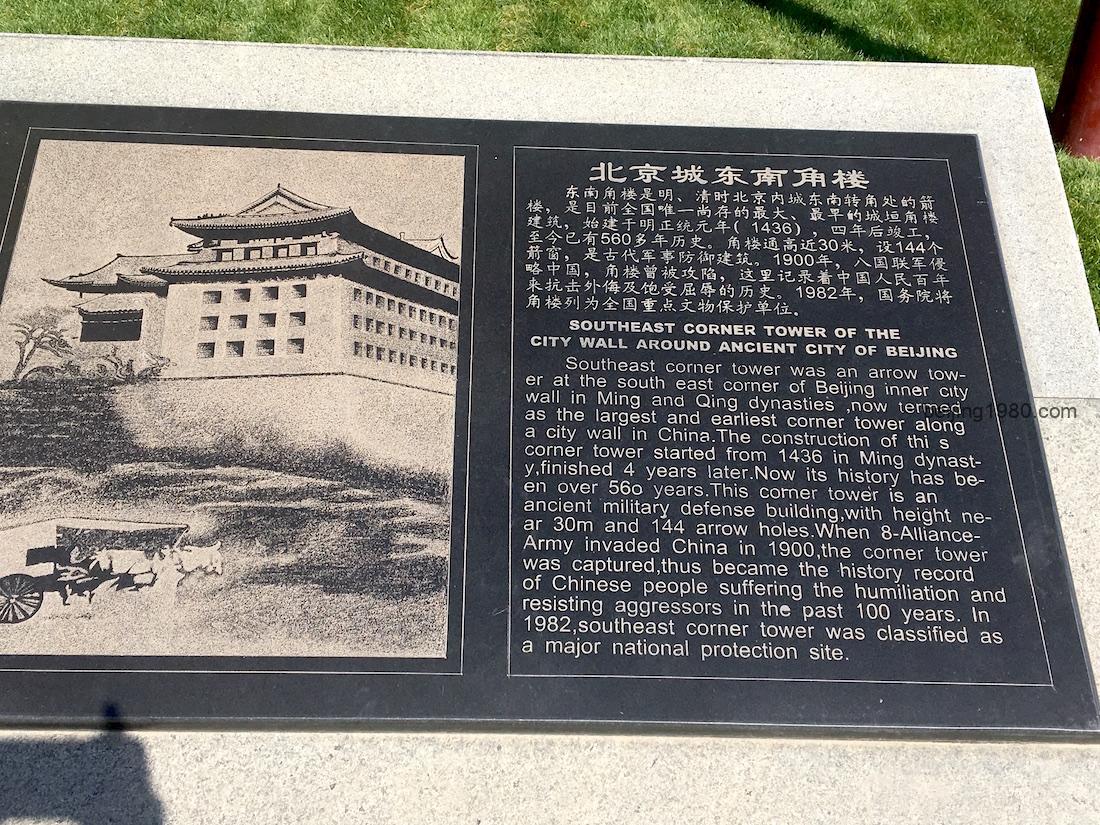 北京城东南角楼
东南角楼是明、清时北京内城东南转角处的箭
楼，是目前全国唯一尚存的最大、最早的城垣角楼
建筑，始建于明正统元年(1436)，四年后竣工，
至今已有560多年历史。角楼通高近30米，设144个
箭窗，是古代军事防御建筑。1900年，八国联军侵
略中国，角楼曾被攻陷，这里记录着中国人民百年
来抗击外侮及饱受屈辱的历史。1982年，国务院将
角楼列为全国重点文物保护单位。
SOUTHEAST CORNER TOWER OF THE
CITY WALL AROUND ANCIENT CITY OF BEIJING
Southeast corner tower was an arrow tow-
er at the south east corner of Beijing inner city
wall in Ming and Qing dynasties ,now termed
as the largest and earliest corner tower along
a city wall in China.The construction of thi s
corner tower started from 1436 in Ming dynast-
y,finished 4 years later.Now its history has be-
en over 56o years.This corner tower is an
ancient military defense building,with height ne-
ar 30m and 144 arrow holes.When 8-Alliance-
Army invaded China in 1900,the corner tower
was captured,thus became the history record
of Chinese people suffering the humiliation and
resisting aggressors in the past 100 years. In
1982,southeast corner tower was classified as
a major national protection site.